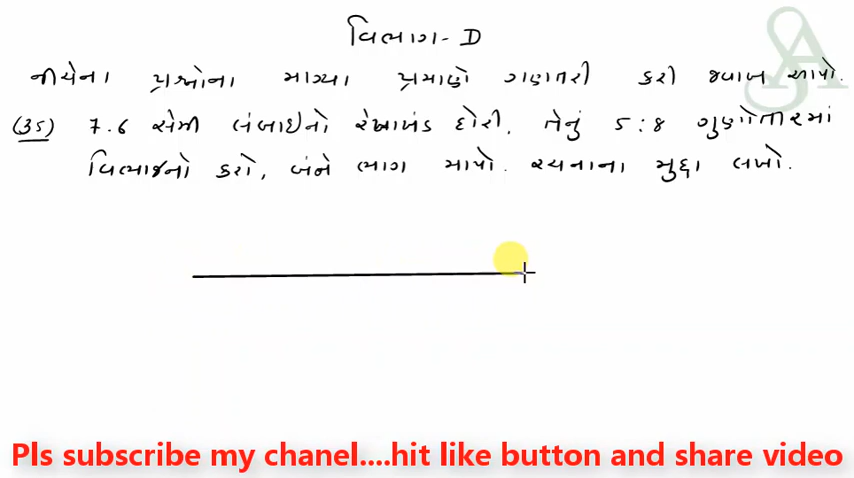 વિભાગ - D
નીચેના પ્રશ્નોના માગ્યા પ્રમાણે ગણતરી કરી જવાબ આપો.
(35) 7.6 સેમી લંબાઈનો રેખાખંડ દોરી, તેનું 5:8 ગુણોત્તરમાં
વિભાજનો કરો, બંને ભાગ માપો. રચનાના મુદ્દા લખો.
Pls subscribe my chanel....hit like button and share video